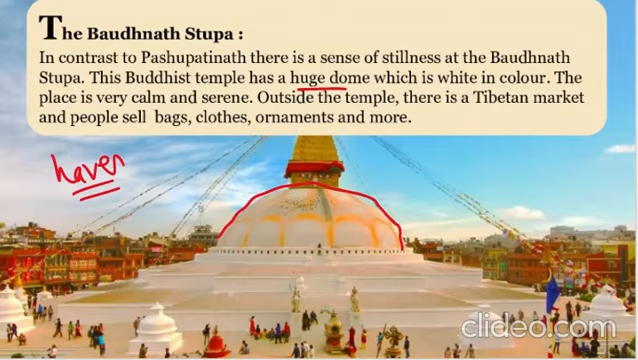 The Baudhnath Stupa :
In contrast to Pashupatinath there is a sense of stillness at the Baudhnath
Stupa. This Buddhist temple has a huge dome which is white in colour. The
place is very calm and serene. Outside the temple, there is a Tibetan market
and people sell bags, clothes, ornaments and more.
haven
clideo.com